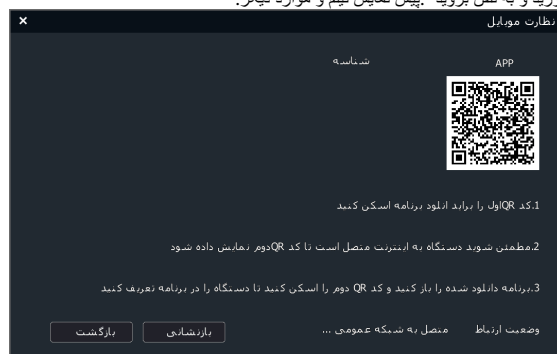 نظارت موبایل ×
APP شناسه
1.کد QRاول را براید انلود برنامه اسکن کنید
2.مطمئن شوید دستگاه به اینترنت متصل است تا کد QRدوم نمایش داده شود
3.برنامه دانلود شده را باز کنید و کد QR دوم را اسکن کنید تا دستگاه را در برنامه تعریف کنید
وضعیت ارتباط متصل به شبکه عمومی ... بازنشانی بازگشت